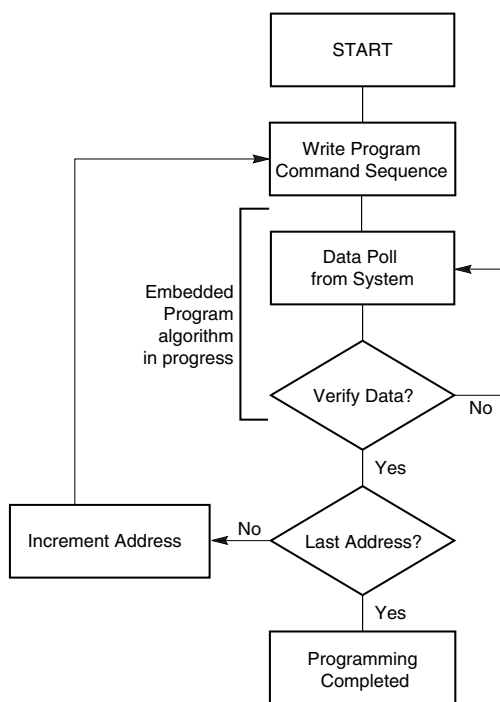 START
Write Program
Command Sequence
Data Poll
from System
Embedded
Program
algorithm
in progress
Verify Data?
No
Yes
No
Increment Address
Last Address?
Yes
Programming
Completed